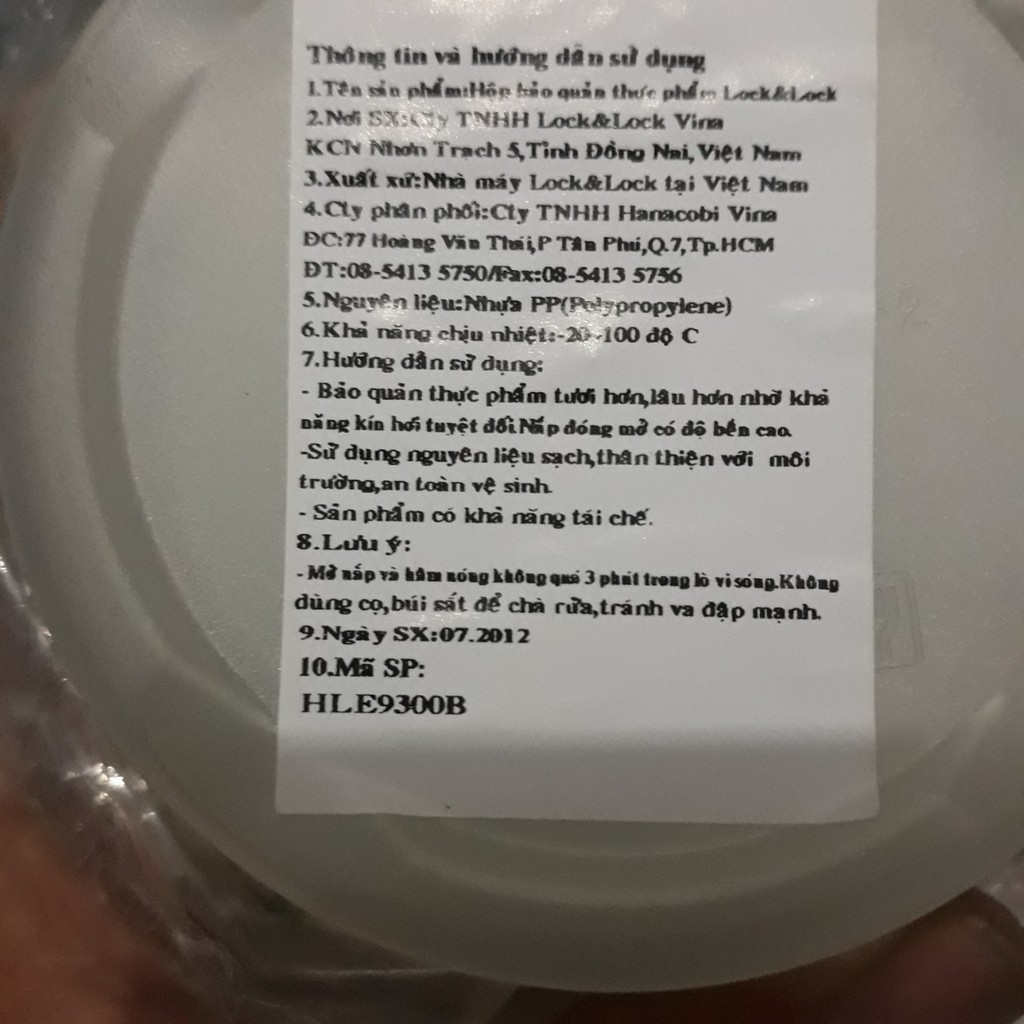 Thông tin và hướng dẫn sử dụng
1.Tên sản phẩm:Hộp bảo quản thực phẩm Lock&Lock
2.Nơi SX:Cty TNHH Lock&Lock Vina
KCN Nhơn Trạch 5,Tỉnh Đồng Nai,Việt Nam
3.Xuất xứ:Nhà máy Lock&Lock tại Việt Nam
4.Cty phân phối:Cty TNHH Hanacobi Vina
ĐC:77 Hoàng Văn Thái,P Tân Phú,Q.7,Tp.HCM
ĐT:08-5413 5750/Fax:08-5413 5756
5.Nguyên liệu:Nhựa PP(Polypropylene)
6.Khả năng chịu nhiệt:-20~100 độ C
7.Hướng dẫn sử dụng:
- Bảo quản thực phẩm tươi hơn,lâu hơn nhờ khả
năng kín hơi tuyệt đối.Nắp đóng mở có độ bền cao.
-Sử dụng nguyên liệu sạch,thân thiện với môi
trường,an toàn vệ sinh.
- Sản phẩm có khả năng tái chế.
8.Lưu ý:
- Mở nắp và hâm nóng không quá 3 phút trong lò vi sóng.Không
dùng cọ,búi sắt để chà rửa,tránh va đập mạnh.
9.Ngày SX:07.2012
10.Mã SP:
HLE9300B